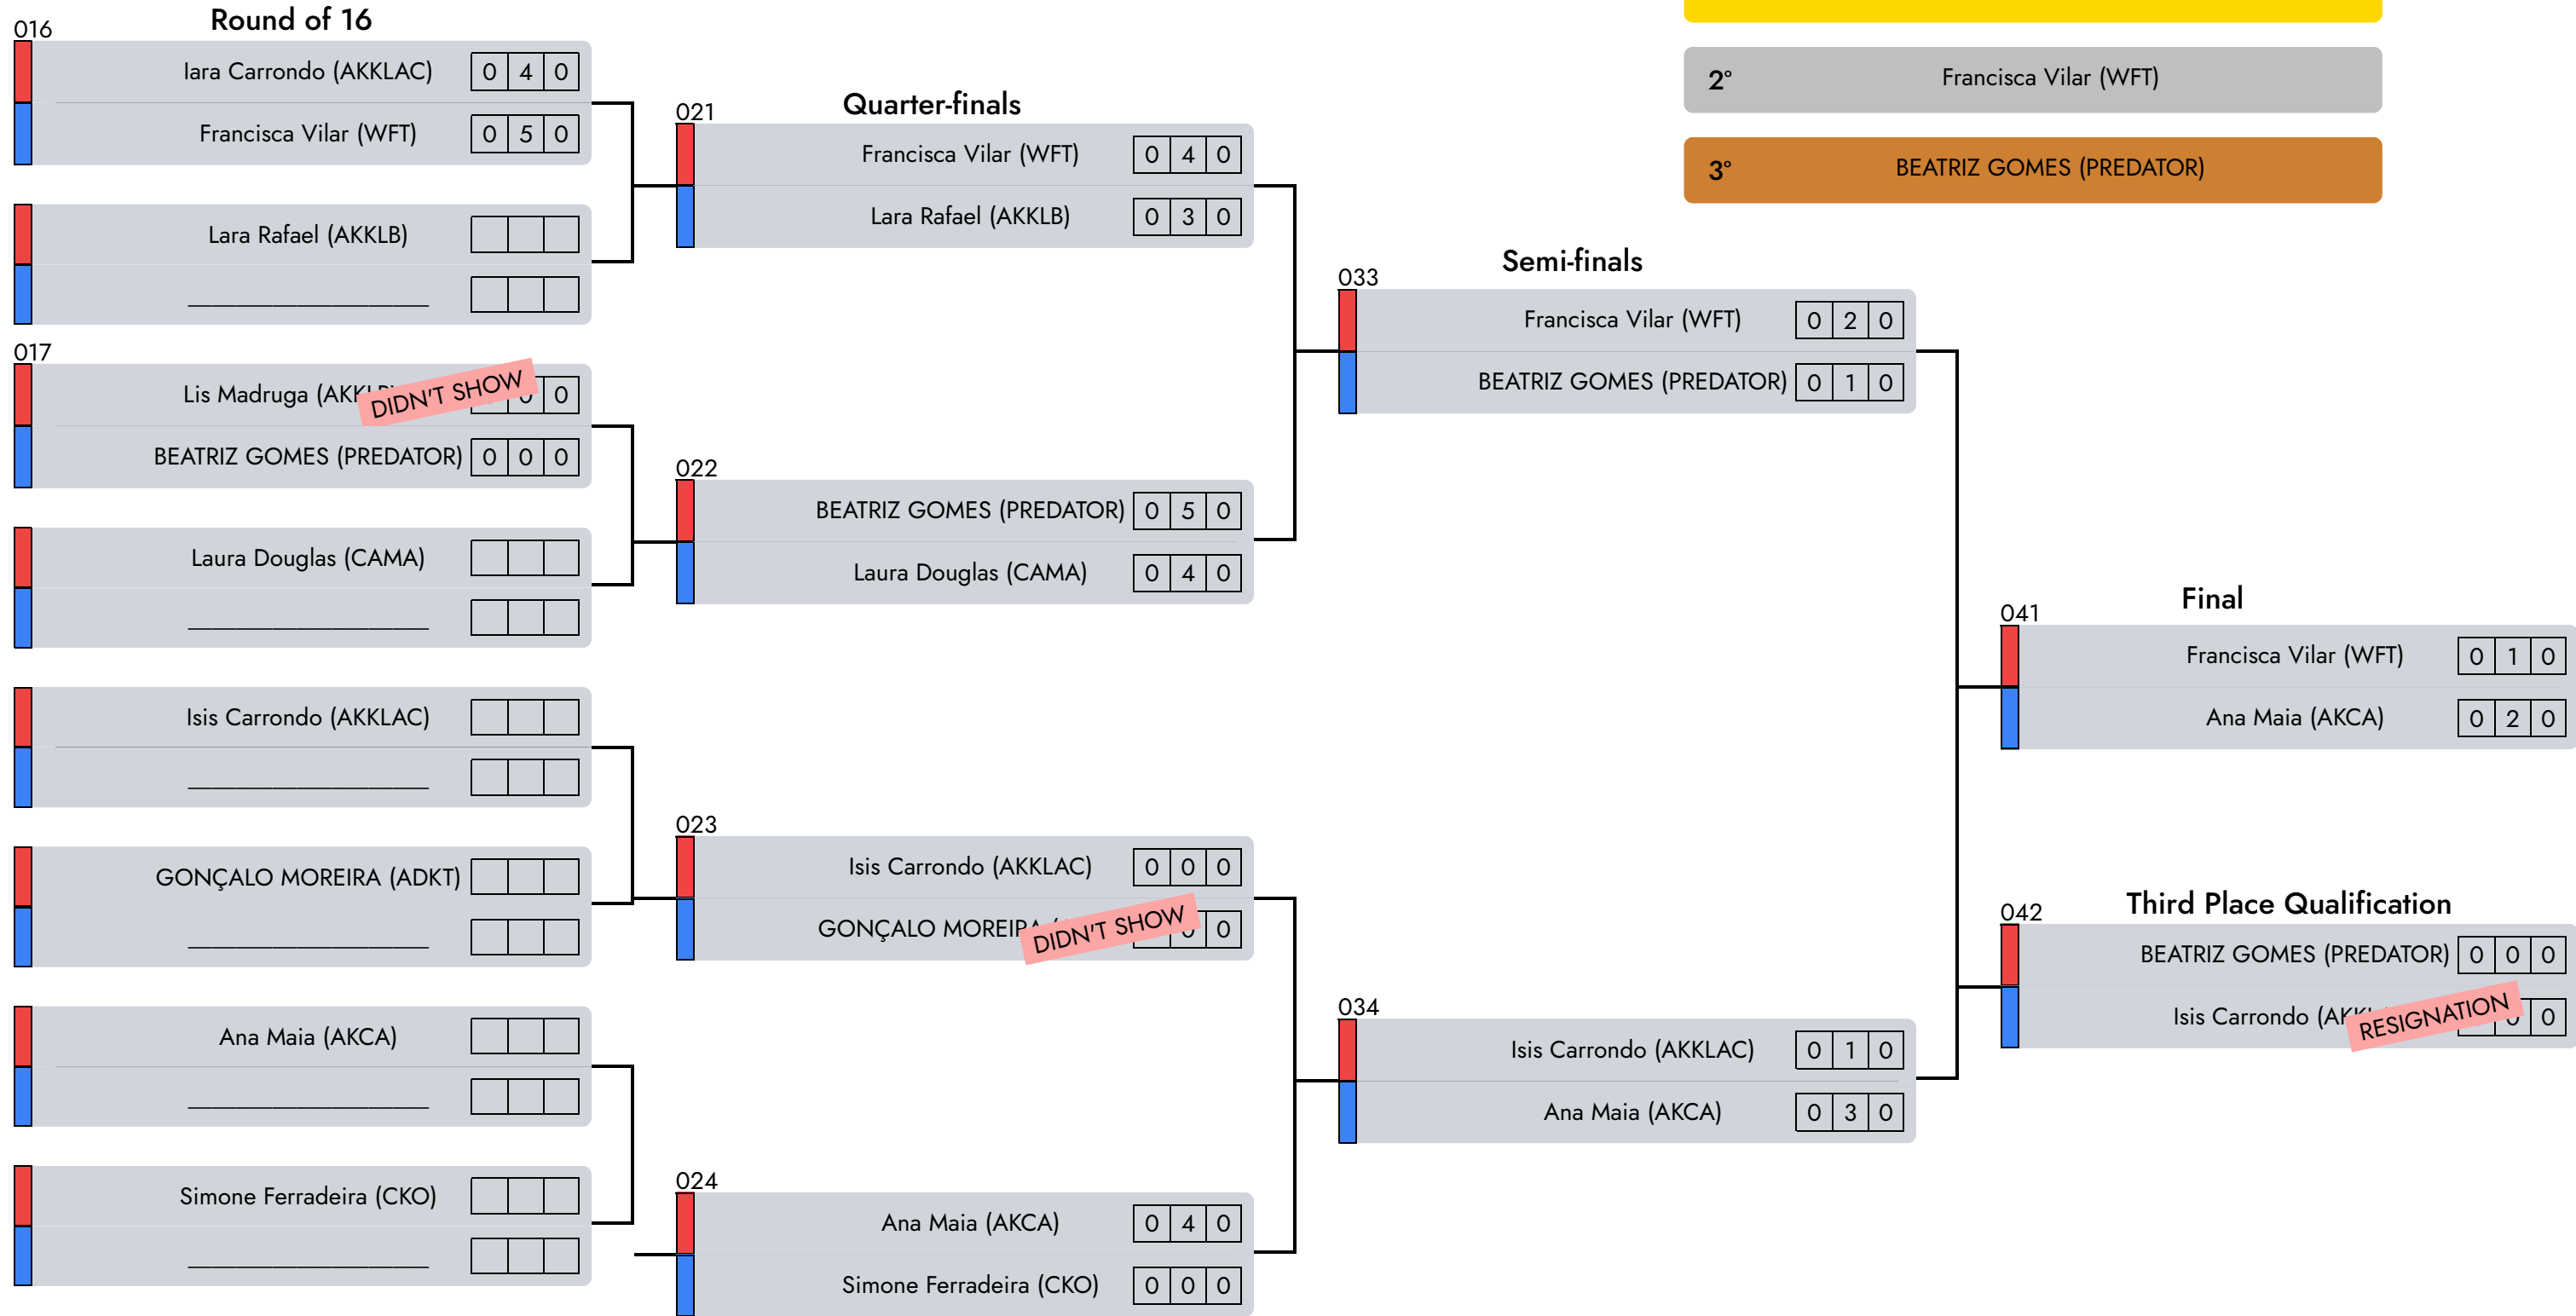 Round of 16
016
Iara Carrondo (AKKLAC) 0 4 0
Francisca Vilar (WFT) 0 5 0
Lara Rafael (AKKLB)
____________________
017
Lis Madruga 0
DIDN'T SHOW
BEATRIZ GOMES (PREDATOR) 0 0 0
Laura Douglas (CAMA)
____________________
Isis Carrondo (AKKLAC)
____________________
GONÇALO MOREIRA (ADKT)
____________________
Ana Maia (AKCA)
____________________
Simone Ferradeira (CKO)
____________________
Quarter-finals
021
Francisca Vilar (WFT) 0 4 0
Lara Rafael (AKKLB) 0 3 0
022
BEATRIZ GOMES (PREDATOR) 0 5 0
Laura Douglas (CAMA) 0 4 0
023
Isis Carrondo (AKKLAC) 0 0 0
GONÇALO MOREIRA 0
DIDN'T SHOW
024
Ana Maia (AKCA) 0 4 0
Simone Ferradeira (CKO) 0 0 0
Semi-finals
033
Francisca Vilar (WFT) 0 2 0
BEATRIZ GOMES (PREDATOR) 0 1 0
034
Isis Carrondo (AKKLAC) 0 1 0
Ana Maia (AKCA) 0 3 0
Final
041
Francisca Vilar (WFT) 0 1 0
Ana Maia (AKCA) 0 2 0
Third Place Qualification
042
BEATRIZ GOMES (PREDATOR) 0 0 0
Isis Carrondo 0
RESIGNATION
2° Francisca Vilar (WFT)
3° BEATRIZ GOMES (PREDATOR)